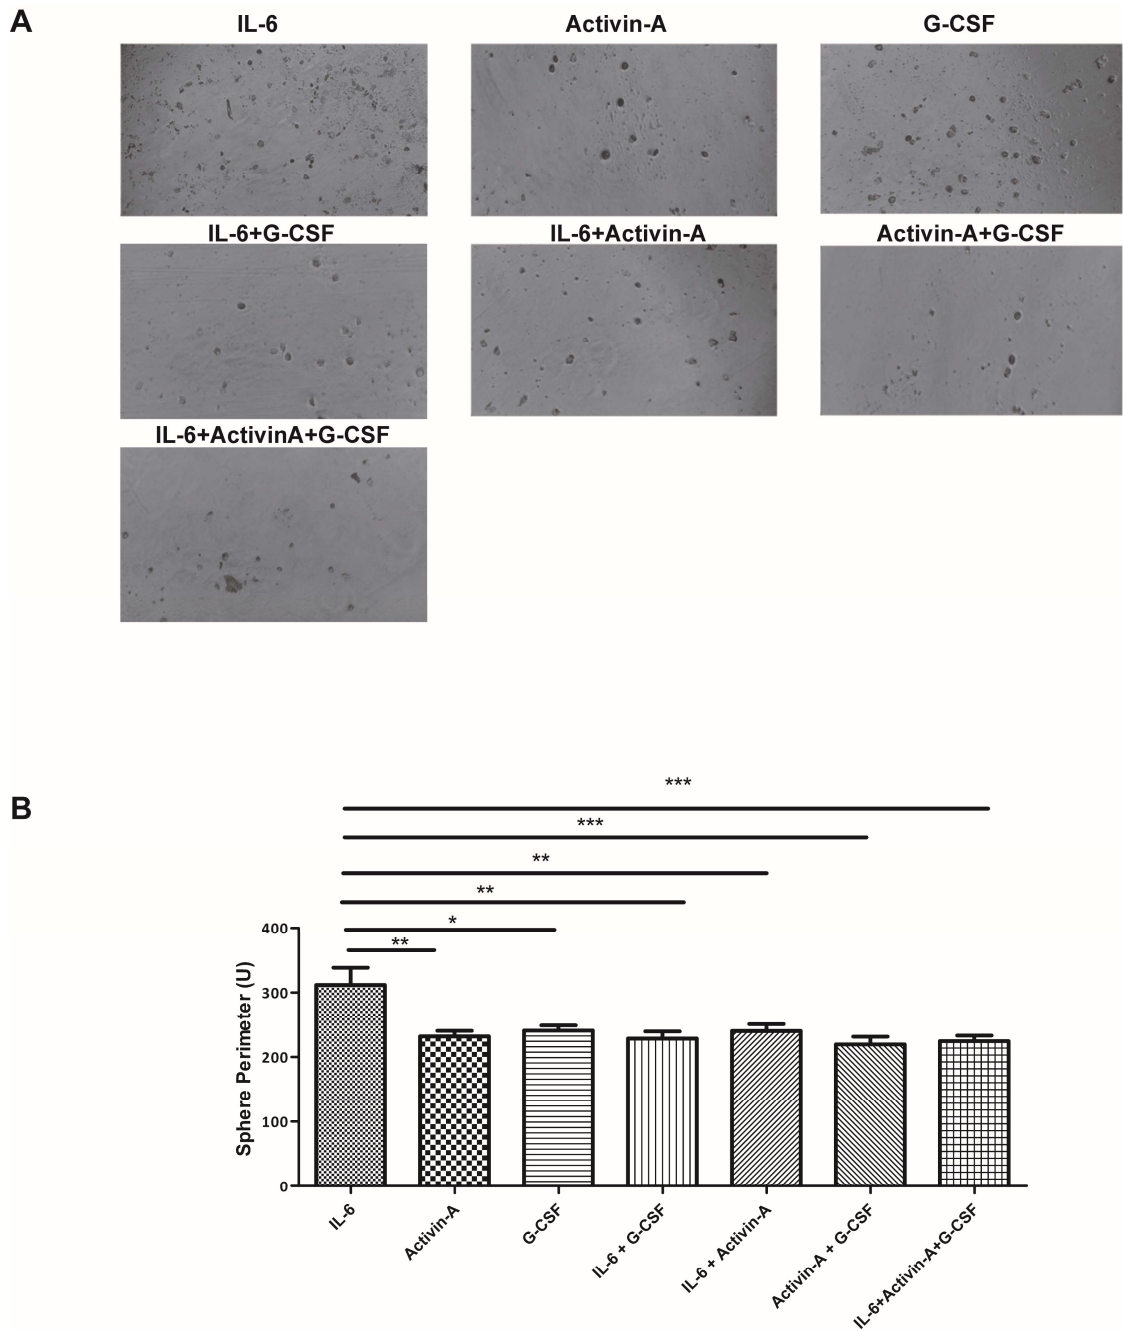 A
IL-6
Activin-A
G-CSF
IL-6+G-CSF
IL-6+Activin-A
Activin-A+G-CSF
IL-6+ActivinA+G-CSF
B
***
***
**
**
*
**
Sphere Perimeter (U)
400
300
200
100
0
IL-6
Activin-A
G-CSF
IL-6 + G-CSF
IL-6 + Activin-A
Activin-A + G-CSF
IL-6+Activin-A+G-CSF